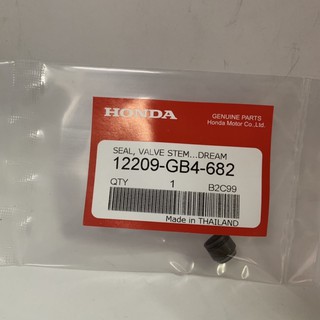 HONDA
GENUINE PARTS
Honda Motor Co.,Ltd.
SEAL, VALVE STEM...DREAM
12209-GB4-682
QTY 1 B2C99
Made in THAILAND